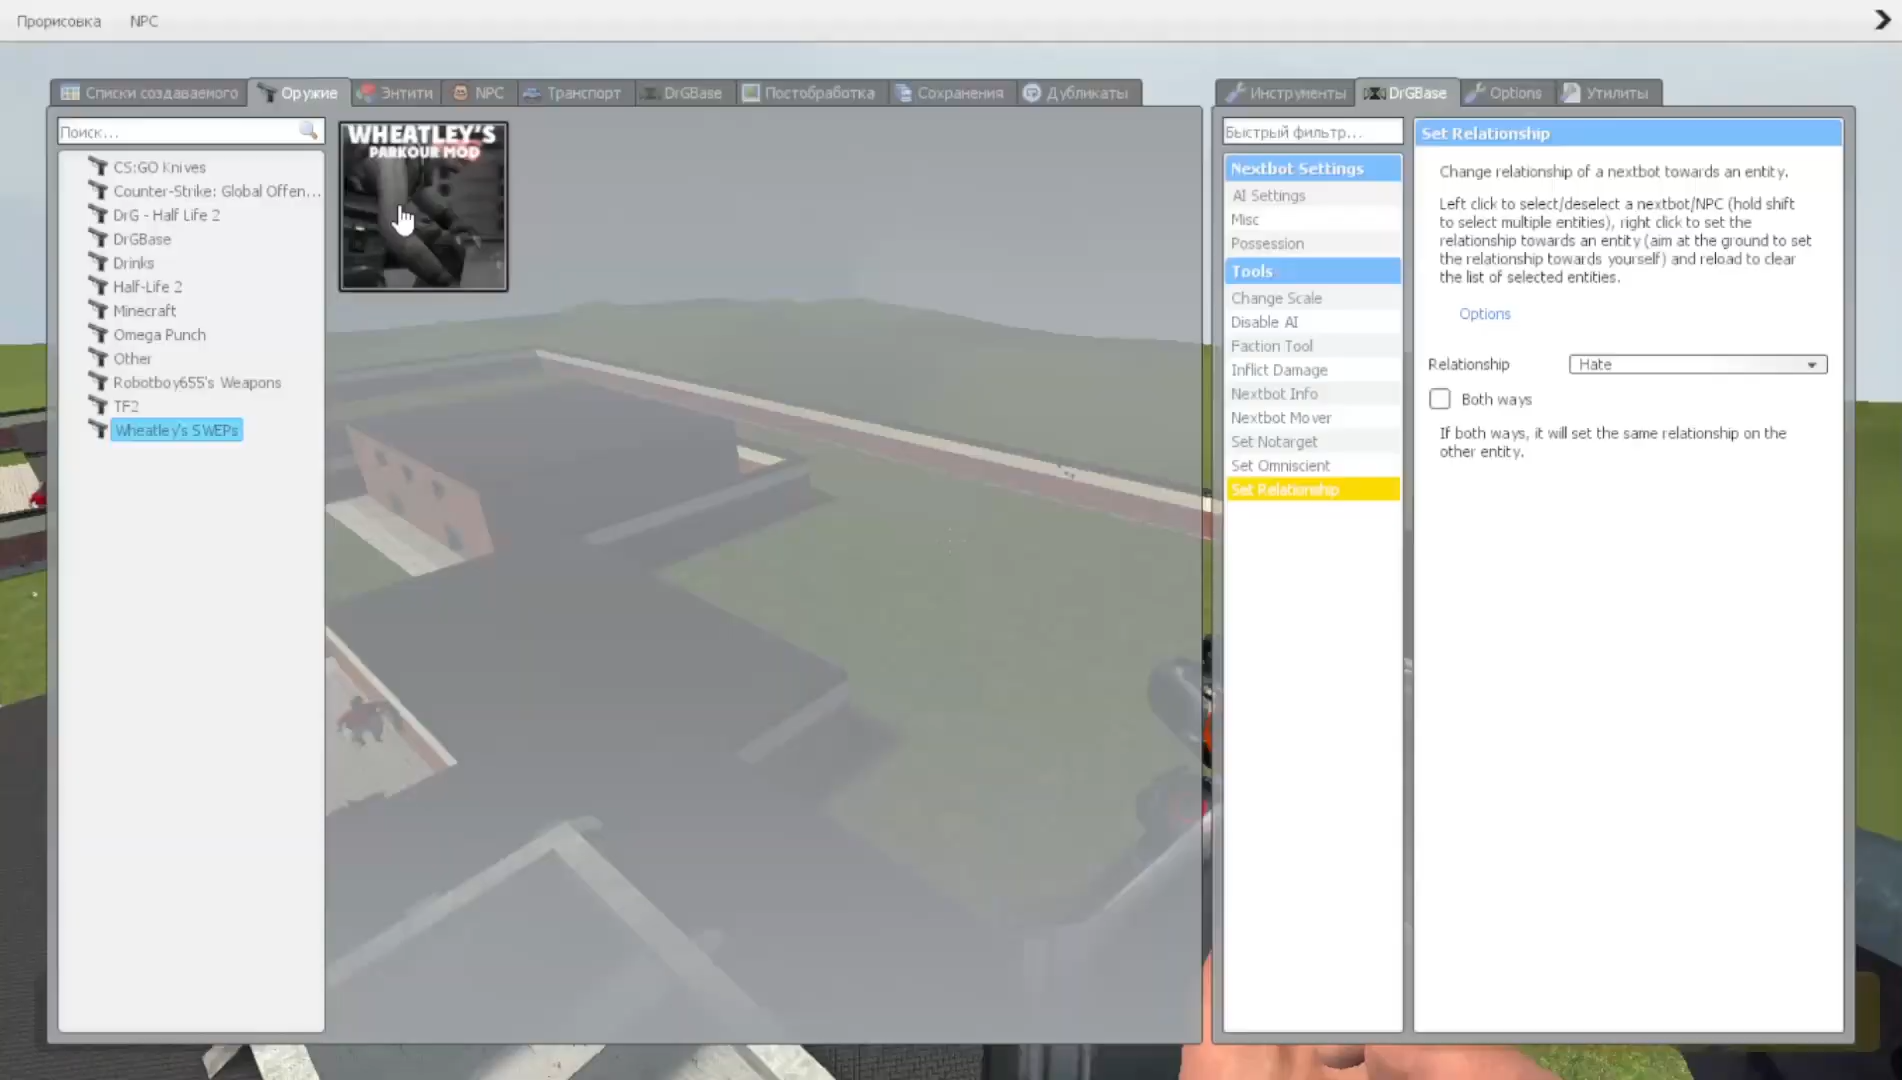 Прорисовка NPC
Списки создаваемого Оружие Энтити NPC Транспорт DrGBase Постобработка Сохранения Дубликаты
Поиск...
CS:GO Knives
Counter-Strike: Global Offen...
DrG - Half Life 2
DrGBase
Drinks
Half-Life 2
Minecraft
Omega Punch
Other
Robotboy655's Weapons
TF2
Wheatley's SWEPs
WHEATLEY'S
PARKOUR MOD
Инструменты DrGBase Options Утилиты
Быстрый фильтр...
Nextbot Settings
AI Settings
Misc
Possession
Tools
Change Scale
Disable AI
Faction Tool
Inflict Damage
Nextbot Info
Nextbot Mover
Set Notarget
Set Omniscient
Set Relationship
Set Relationship
Change relationship of a nextbot towards an entity.
Left click to select/deselect a nextbot/NPC (hold shift
to select multiple entities), right click to set the
relationship towards an entity (aim at the ground to set
the relationship towards yourself) and reload to clear
the list of selected entities.
Options
Relationship Hate
Both ways
If both ways, it will set the same relationship on the
other entity.